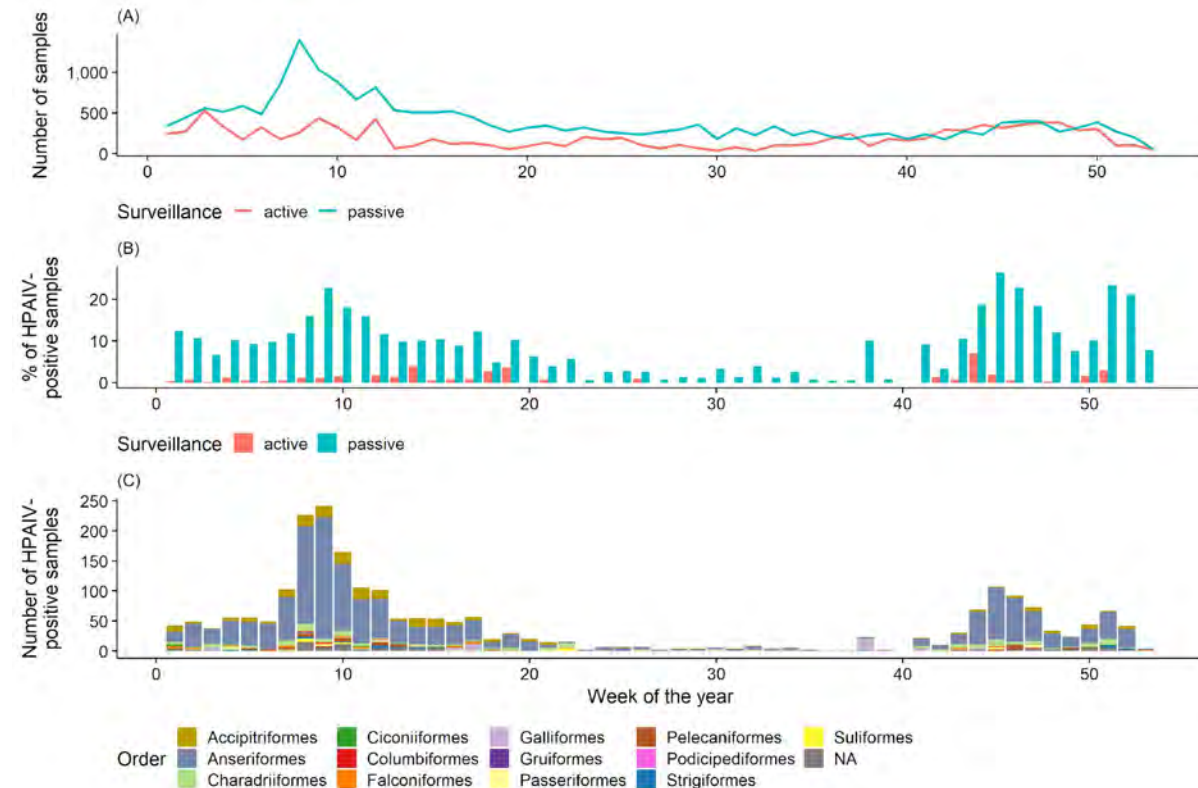 (A)
Number of samples
1,000
500
0
0 10 20 30 40 50
Surveillance active passive
(B)
% of HPAIV-
positive samples
20
10
0
0 10 20 30 40 50
Surveillance active passive
(C)
Number of HPAIV-
positive samples
250
200
150
100
50
0
0 10 20 30 40 50
Week of the year
Order
Accipitriformes Ciconiiformes Galliformes Pelecaniformes Suliformes
Anseriformes Columbiformes Gruiformes Podicipediformes NA
Charadriiformes Falconiformes Passeriformes Strigiformes